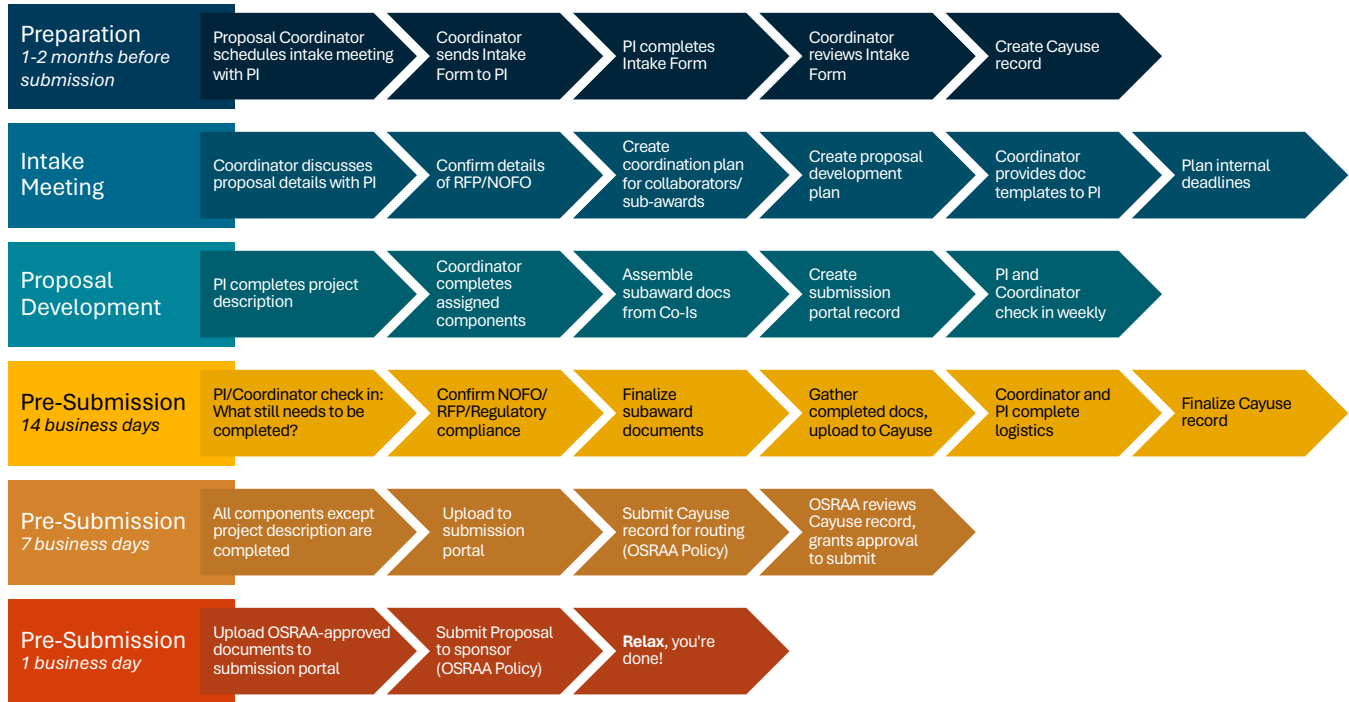 Preparation
1-2 months before
submission
Proposal Coordinator
schedules intake meeting
with PI
Coordinator
sends Intake
Form to PI
PI completes
Intake Form
Coordinator
reviews Intake
Form
Create Cayuse
record
Intake
Meeting
Coordinator discusses
proposal details with PI
Confirm details
of RFP/NOFO
Create
coordination plan
for collaborators/
sub-awards
Create proposal
development
plan
Coordinator
provides doc
templates to PI
Plan internal
deadlines
Proposal
Development
PI completes project
description
Coordinator
completes
assigned
components
Assemble
subaward docs
from Co-Is
Create
submission
portal record
PI and
Coordinator
check in weekly
Pre-Submission
14 business days
PI/Coordinator check in:
What still needs to be
completed?
Confirm NOFO/
RFP/Regulatory
compliance
Finalize
subaward
documents
Gather
completed docs,
upload to Cayuse
Coordinator and
PI complete
logistics
Finalize Cayuse
record
Pre-Submission
7 business days
All components except
project description are
completed
Upload to
submission
portal
Submit Cayuse
record for routing
(OSRAA Policy)
OSRAA reviews
Cayuse record,
grants approval
to submit
Pre-Submission
1 business day
Upload OSRAA-approved
documents to
submission portal
Submit Proposal
to sponsor
(OSRAA Policy)
Relax, you're
done!